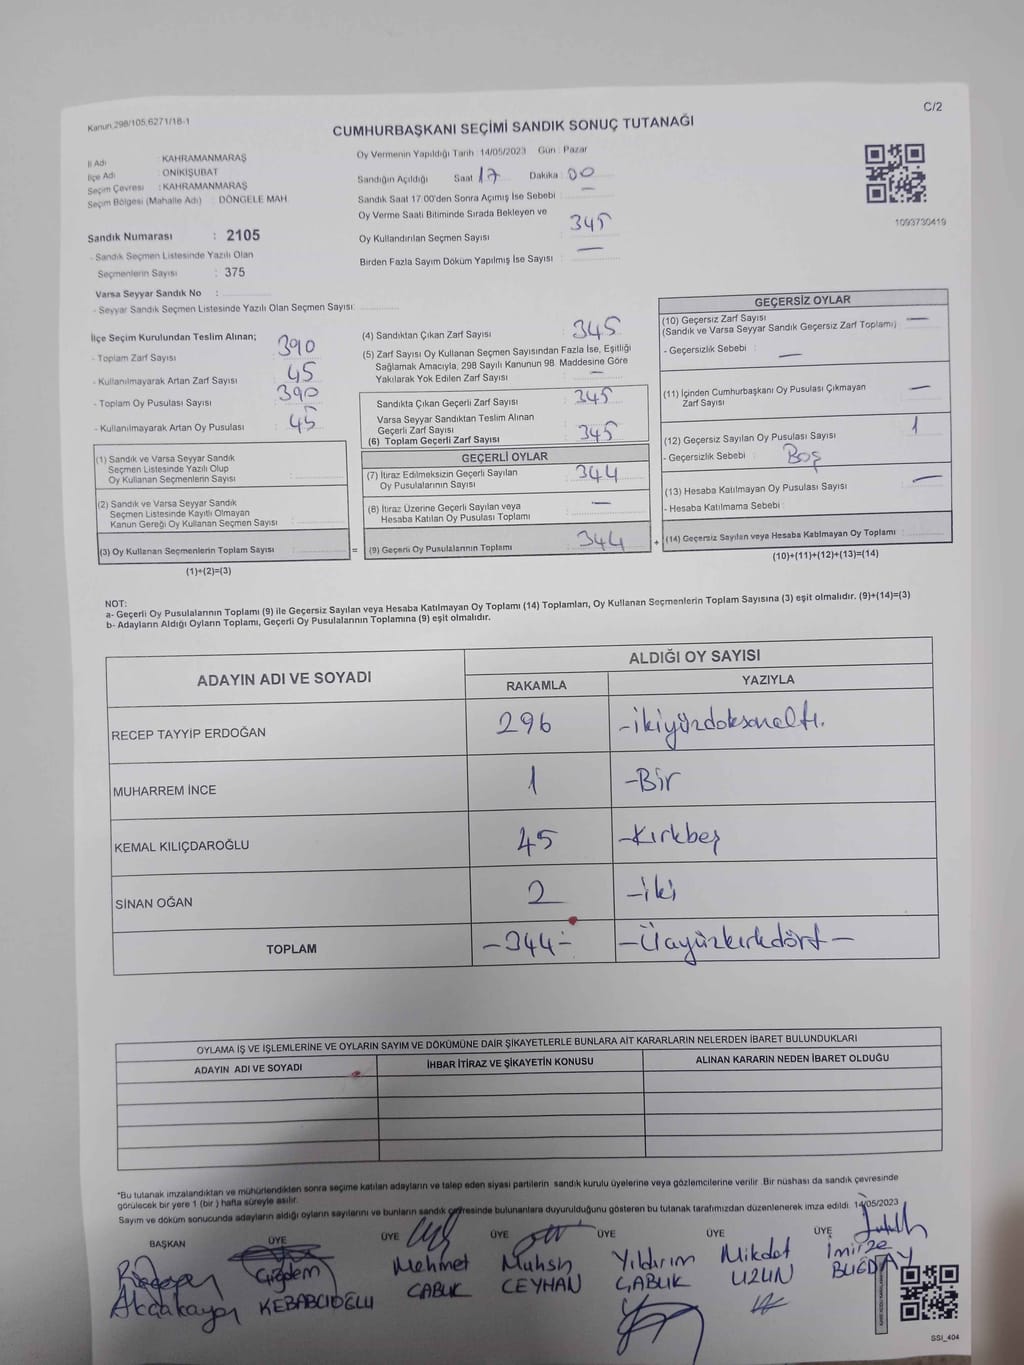 Kanun,298/105,6271/18-1
C/2
CUMHURBAŞKANI SEÇİMİ SANDIK SONUÇ TUTANAĞI
İl Adı : KAHRAMANMARAŞ
İlçe Adı : ONİKİŞUBAT
Seçim Çevresi : KAHRAMANMARAŞ
Seçim Bölgesi (Mahalle Adı) : DÖNGELE MAH.
Sandık Numarası : 2105
- Sandık Seçmen Listesinde Yazılı Olan
Seçmenlerin Sayısı : 375
Varsa Seyyar Sandık No :
- Seyyar Sandık Seçmen Listesinde Yazılı Olan Seçmen Sayısı:
Oy Vermenin Yapıldığı Tarih : 14/05/2023 Gün : Pazar
Sandığın Açıldığı Saat 17 Dakika : 00
Sandık Saat 17.00'den Sonra Açımış İse Sebebi : —
Oy Verme Saati Bitiminde Sırada Bekleyen ve
Oy Kullandırılan Seçmen Sayısı : 345
Birden Fazla Sayım Döküm Yapılmış İse Sayısı : —
1093730419
İlçe Seçim Kurulundan Teslim Alınan;
- Toplam Zarf Sayısı : 390
- Kullanılmayarak Artan Zarf Sayısı : 45
- Toplam Oy Pusulası Sayısı : 390
- Kullanılmayarak Artan Oy Pusulası : 45
(1) Sandık ve Varsa Seyyar Sandık
Seçmen Listesinde Yazılı Olup
Oy Kullanan Seçmenlerin Sayısı :
(2) Sandık ve Varsa Seyyar Sandık
Seçmen Listesinde Kayıtlı Olmayan
Kanun Gereği Oy Kullanan Seçmen Sayısı :
(3) Oy Kullanan Seçmenlerin Toplam Sayısı :
(1)+(2)=(3)
(4) Sandıktan Çıkan Zarf Sayısı : 345
(5) Zarf Sayısı Oy Kullanan Seçmen Sayısından Fazla İse, Eşitliği
Sağlamak Amacıyla, 298 Sayılı Kanunun 98. Maddesine Göre
Yakılarak Yok Edilen Zarf Sayısı : —
Sandıkta Çıkan Geçerli Zarf Sayısı : 345
Varsa Seyyar Sandıktan Teslim Alınan
Geçerli Zarf Sayısı :
(6) Toplam Geçerli Zarf Sayısı : 345
GEÇERLİ OYLAR
(7) İtiraz Edilmeksizin Geçerli Sayılan
Oy Pusulalarının Sayısı : 344
(8) İtiraz Üzerine Geçerli Sayılan veya
Hesaba Katılan Oy Pusulası Toplamı : —
= (9) Geçerli Oy Pusulalarının Toplamı : 344
GEÇERSİZ OYLAR
(10) Geçersiz Zarf Sayısı : —
(Sandık ve Varsa Seyyar Sandık Geçersiz Zarf Toplamı)
- Geçersizlik Sebebi : —
(11) İçinden Cumhurbaşkanı Oy Pusulası Çıkmayan
Zarf Sayısı : —
(12) Geçersiz Sayılan Oy Pusulası Sayısı : 1
- Geçersizlik Sebebi : Boş
(13) Hesaba Katılmayan Oy Pusulası Sayısı : —
- Hesaba Katılmama Sebebi :
+ (14) Geçersiz Sayılan veya Hesaba Katılmayan Oy Toplamı :
(10)+(11)+(12)+(13)=(14)
NOT:
a- Geçerli Oy Pusulalarının Toplamı (9) ile Geçersiz Sayılan veya Hesaba Katılmayan Oy Toplamı (14) Toplamları, Oy Kullanan Seçmenlerin Toplam Sayısına (3) eşit olmalıdır. (9)+(14)=(3)
b- Adayların Aldığı Oyların Toplamı, Geçerli Oy Pusulalarının Toplamına (9) eşit olmalıdır.
ADAYIN ADI VE SOYADI ALDIĞI OY SAYISI
RAKAMLA YAZIYLA
RECEP TAYYİP ERDOĞAN 296 -ikiyüzdoksanaltı.
MUHARREM İNCE 1 -Bir
KEMAL KILIÇDAROĞLU 45 -Kırkbeş
SİNAN OĞAN 2 -iki
TOPLAM -344- -Üçyüzkırkdört-
OYLAMA İŞ VE İŞLEMLERİNE VE OYLARIN SAYIM VE DÖKÜMÜNE DAİR ŞİKAYETLERLE BUNLARA AİT KARARLARIN NELERDEN İBARET BULUNDUKLARI
ADAYIN ADI VE SOYADI İHBAR İTİRAZ VE ŞİKAYETİN KONUSU ALINAN KARARIN NEDEN İBARET OLDUĞU
*Bu tutanak imzalandıktan ve mühürlendikten sonra seçime katılan adayların ve talep eden siyasi partilerin sandık kurulu üyelerine veya gözlemcilerine verilir .Bir nüshası da sandık çevresinde
görülecek bir yere 1 (bir ) hafta süreyle asılır.
Sayım ve döküm sonucunda adayların aldığı oyların sayılarını ve bunların sandık çevresinde bulunanlara duyurulduğunu gösteren bu tutanak tarafımızdan düzenlenerek imza edildi. 14/05/2023
BAŞKAN ÜYE ÜYE ÜYE ÜYE ÜYE ÜYE
Çiğdem Mehmet Muhsin Yıldırım Mikdat
KEBABCIOĞLU ÇABUK CEYHAN ÇABUK UZUN BUĞDAY
SSI_404